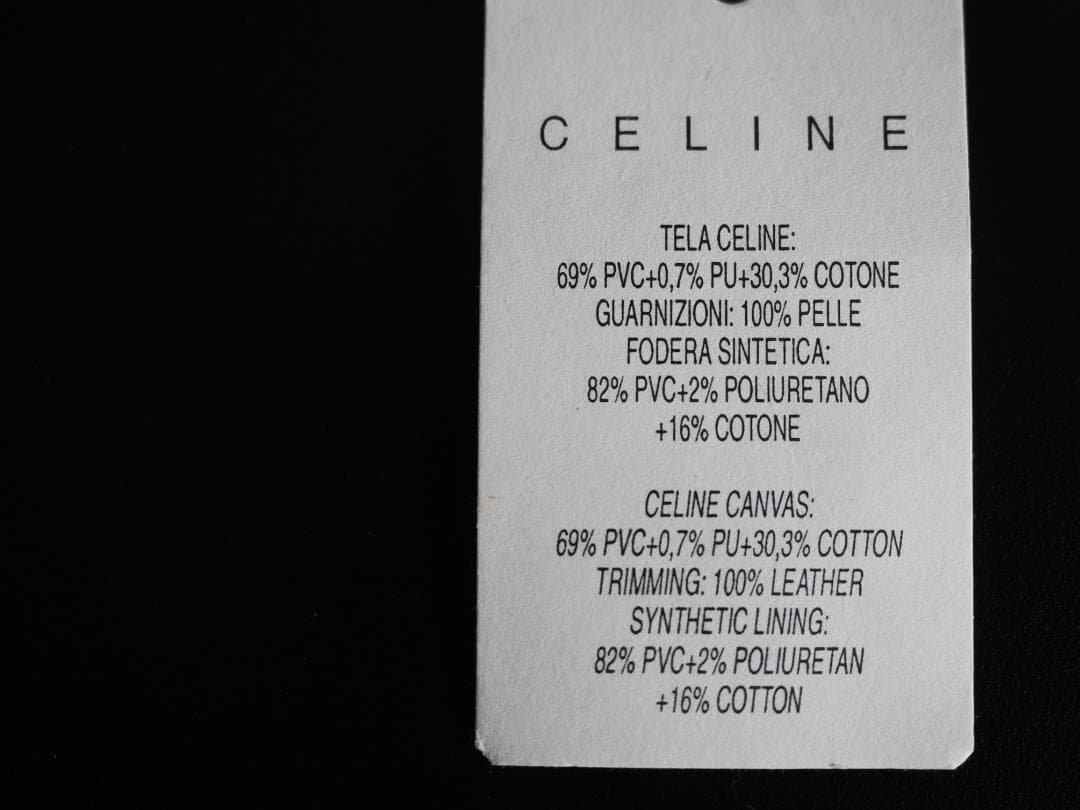 CELINE
TELA CELINE:
69% PVC+0,7% PU+30,3% COTONE
GUARNIZIONI: 100% PELLE
FODERA SINTETICA:
82% PVC+2% POLIURETANO
+16% COTONE
CELINE CANVAS:
69% PVC+0,7% PU+30,3% COTTON
TRIMMING: 100% LEATHER
SYNTHETIC LINING:
82% PVC+2% POLIURETAN
+16% COTTON